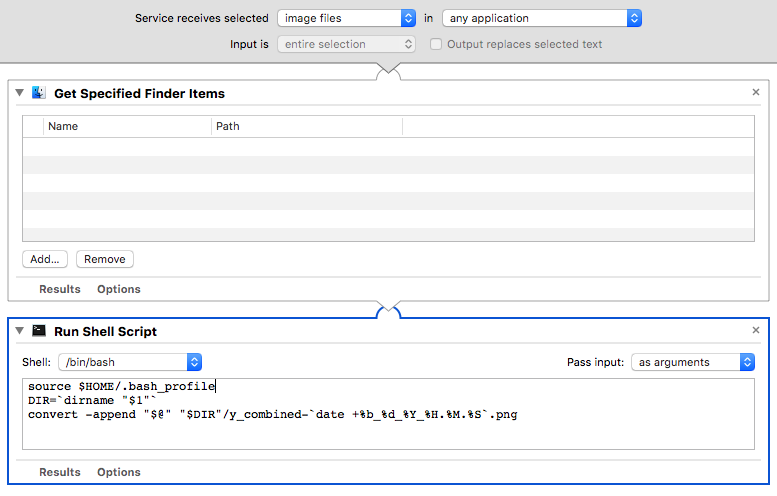 Service receives selected image files in any application
Input is entire selection Output replaces selected text
Get Specified Finder Items
Name Path
Add... Remove
Results Options
Run Shell Script
Shell: /bin/bash Pass input: as arguments
source $HOME/.bash_profile
DIR=`dirname "$1"`
convert -append "$@" "$DIR"/y_combined-`date +%b_%d_%Y_%H.%M.%S`.png
Results Options